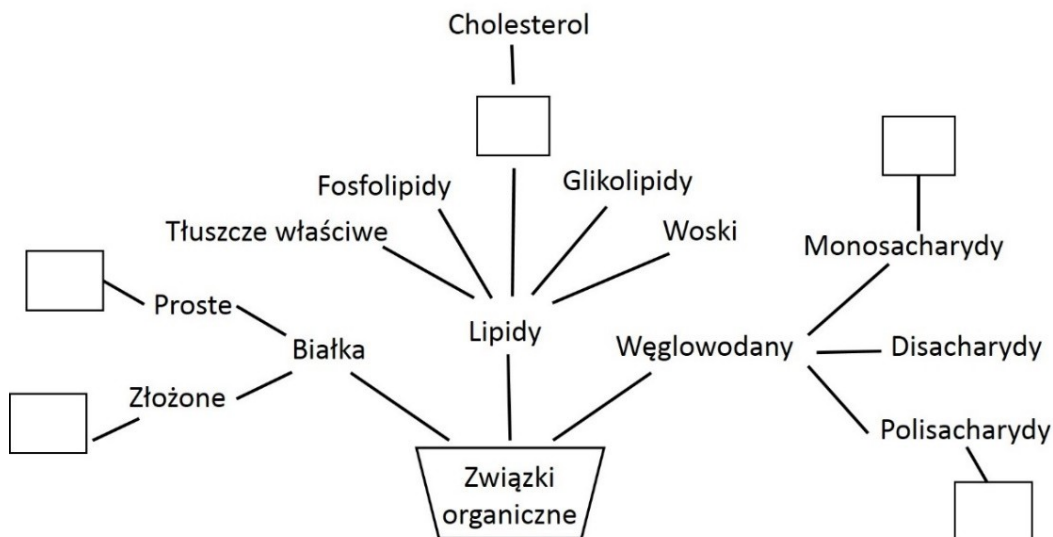 Cholesterol
Fosfolipidy
Glikolipidy
Tłuszcze właściwe
Woski
Monosacharydy
Proste
Lipidy
Białka
Węglowodany
Disacharydy
Złożone
Polisacharydy
Związki
organiczne